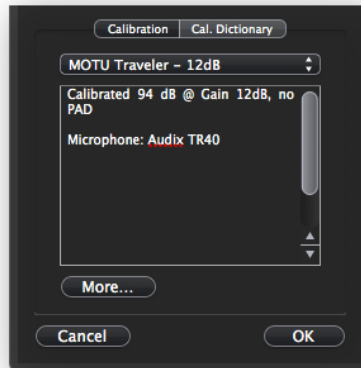 Calibration Cal. Dictionary
MOTU Traveler – 12dB
Calibrated 94 dB @ Gain 12dB, no
PAD
Microphone: Audix TR40
More...
Cancel OK